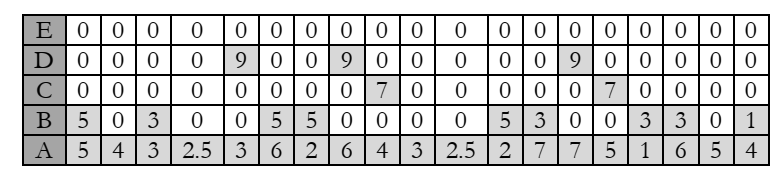 E 0 0 0 0 0 0 0 0 0 0 0 0 0 0 0 0 0 0 0
D 0 0 0 0 9 0 0 9 0 0 0 0 0 9 0 0 0 0 0
C 0 0 0 0 0 0 0 0 7 0 0 0 0 0 7 0 0 0 0
B 5 0 3 0 0 5 5 0 0 0 0 5 3 0 0 3 3 0 1
A 5 4 3 2.5 3 6 2 6 4 3 2.5 2 7 7 5 1 6 5 4